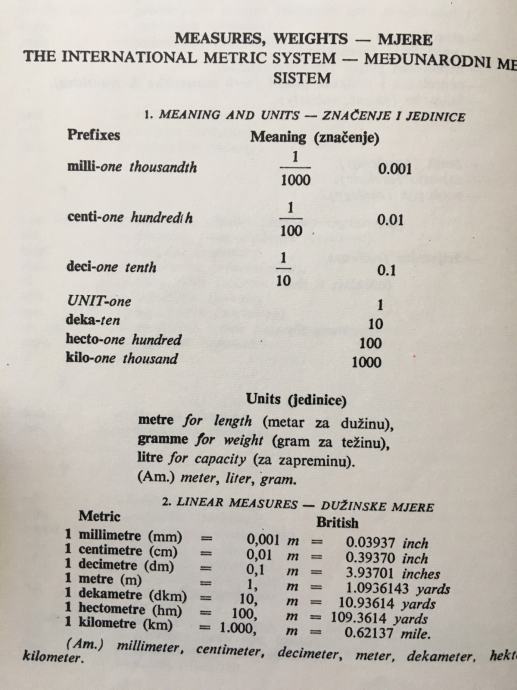 MEASURES, WEIGHTS — MJERE
THE INTERNATIONAL METRIC SYSTEM — MEĐUNARODNI
SISTEM
1. MEANING AND UNITS — ZNAČENJE I JEDINICE
Prefixes Meaning (značenje)
milli-one thousandth 1/1000 0.001
centi-one hundredth 1/100 0.01
deci-one tenth 1/10 0.1
UNIT-one 1
deka-ten 10
hecto-one hundred 100
kilo-one thousand 1000
Units (jedinice)
metre for length (metar za dužinu),
gramme for weight (gram za težinu),
litre for capacity (za zapreminu).
(Am.) meter, liter, gram.
2. LINEAR MEASURES — DUŽINSKE MJERE
Metric British
1 millimetre (mm) = 0,001 m = 0.03937 inch
1 centimetre (cm) = 0,01 m = 0.39370 inch
1 decimetre (dm) = 0,1 m = 3.93701 inches
1 metre (m) = 1, m = 1.0936143 yards
1 dekametre (dkm) = 10, m = 10.93614 yards
1 hectometre (hm) = 100, m = 109.3614 yards
1 kilometre (km) = 1.000, m = 0.62137 mile.
(Am.) millimeter, centimeter, decimeter, meter, dekameter,
kilometer.